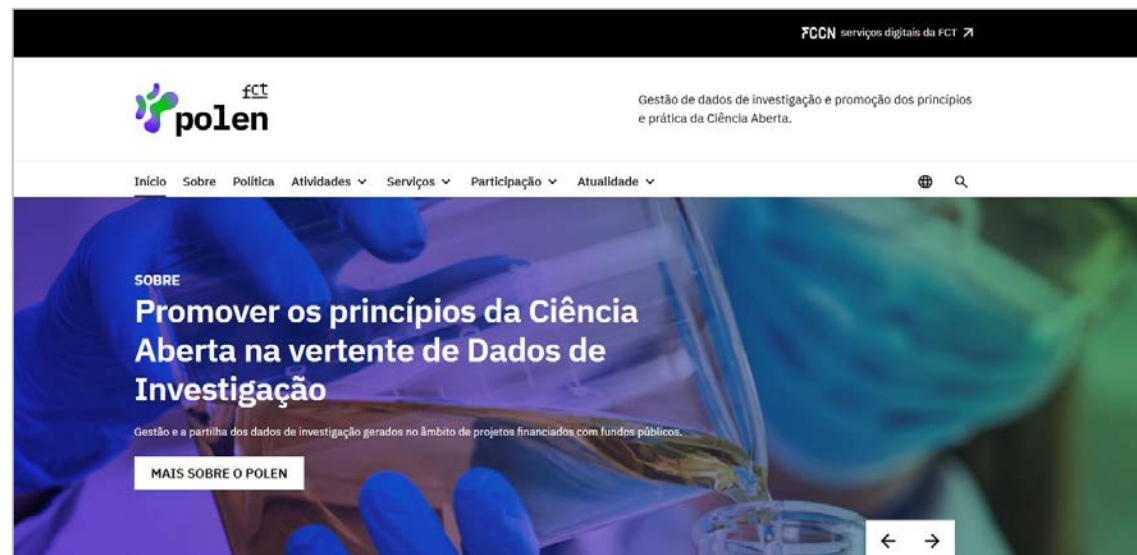 FCCN serviços digitais da FCT
fct
polen
Gestão de dados de investigação e promoção dos princípios
e prática da Ciência Aberta.
Início Sobre Política Atividades Serviços Participação Atualidade
SOBRE
Promover os princípios da Ciência
Aberta na vertente de Dados de
Investigação
Gestão e a partilha dos dados de investigação gerados no âmbito de projetos financiados com fundos públicos.
MAIS SOBRE O POLEN